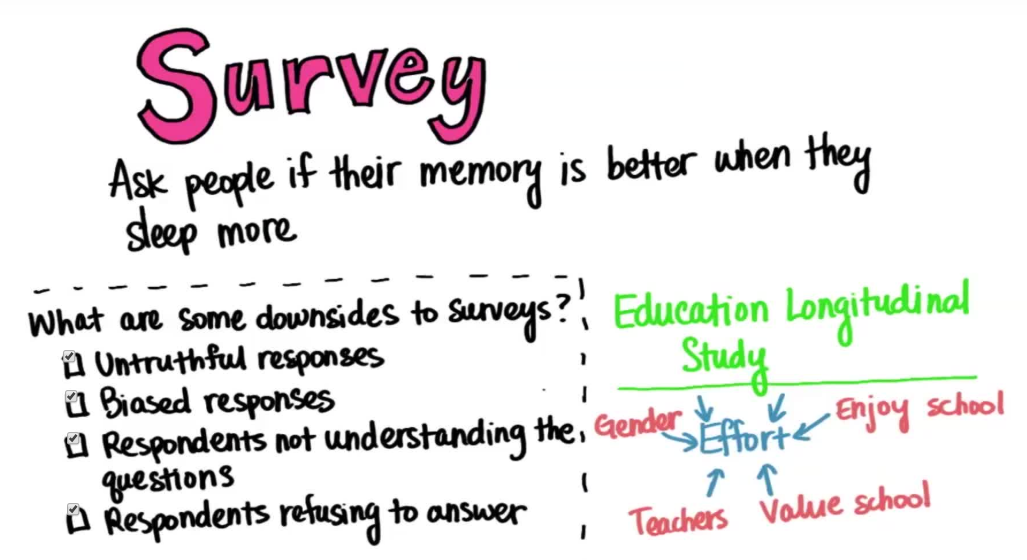 Survey
Ask people if their memory is better when they
sleep more
What are some downsides to surveys?
Untruthful responses
Biased responses
Respondents not understanding the
questions
Respondents refusing to answer
Education Longitudinal
Study
Gender
Effort
Enjoy school
Teachers
Value school